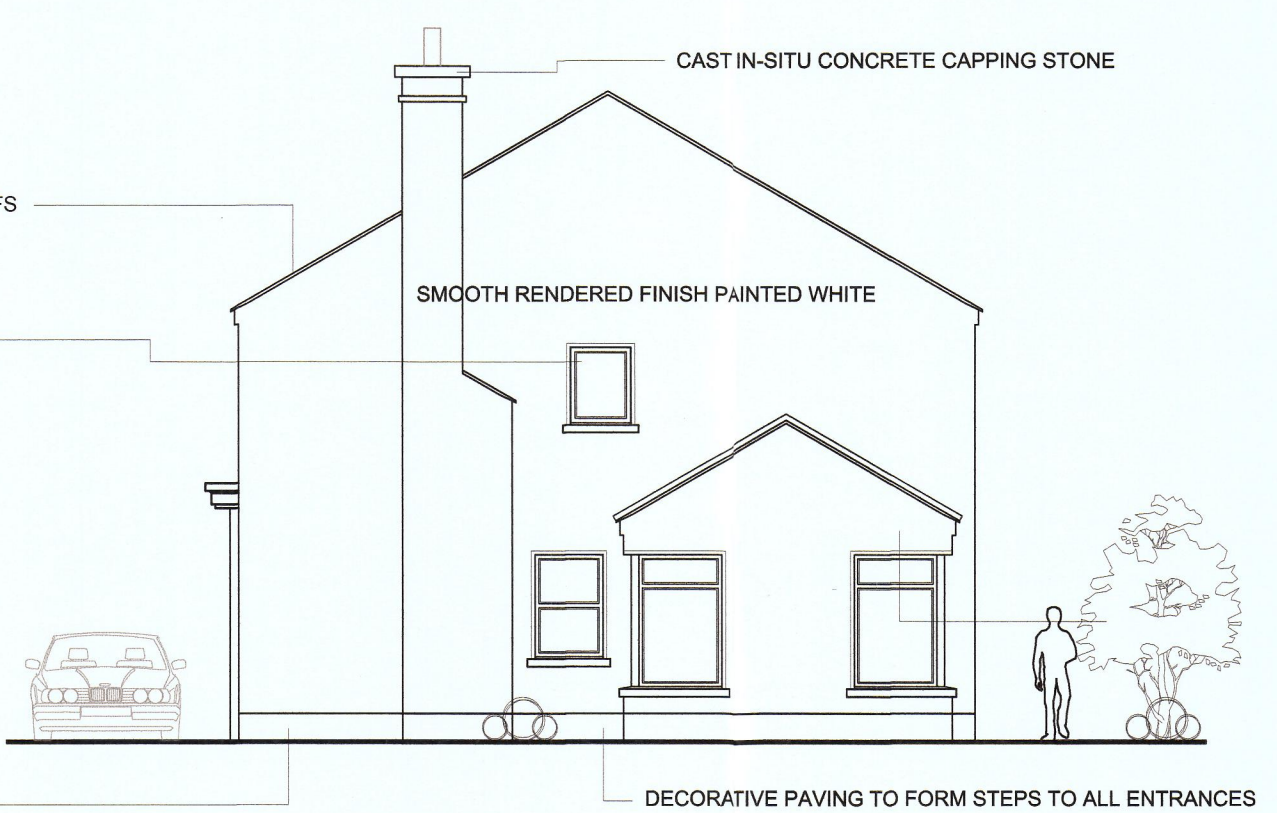 CAST IN-SITU CONCRETE CAPPING STONE
SMOOTH RENDERED FINISH PAINTED WHITE
DECORATIVE PAVING TO FORM STEPS TO ALL ENTRANCES